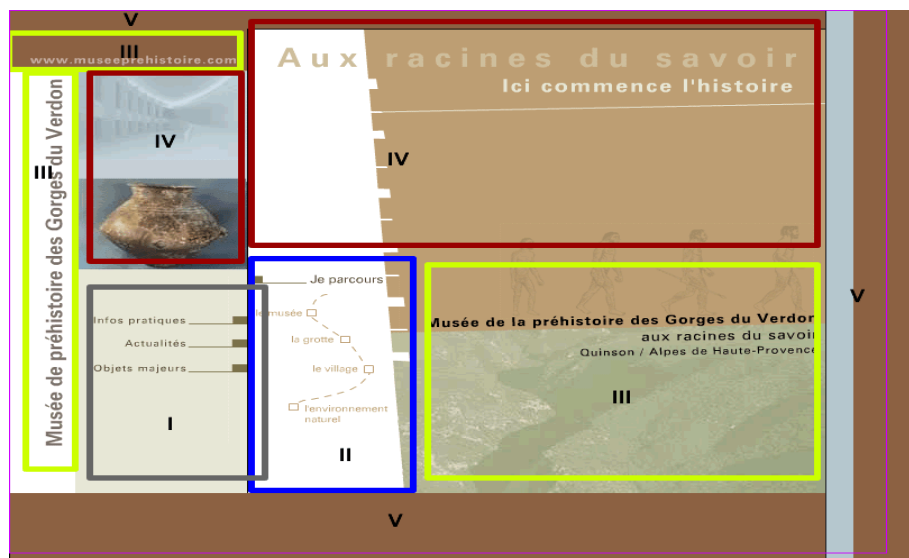 V
III
www.museeprehistoire.com
Aux racines du savoir
Ici commence l'histoire
Musée de préhistoire des Gorges du Verdon
III
IV
IV
Je parcours
le musée
la grotte
le village
l'environnement
naturel
II
Infos pratiques
Actualités
Objets majeurs
I
Musée de la préhistoire des Gorges du Verdon
aux racines du savoir
Quinson / Alpes de Haute-Provence
III
V
V